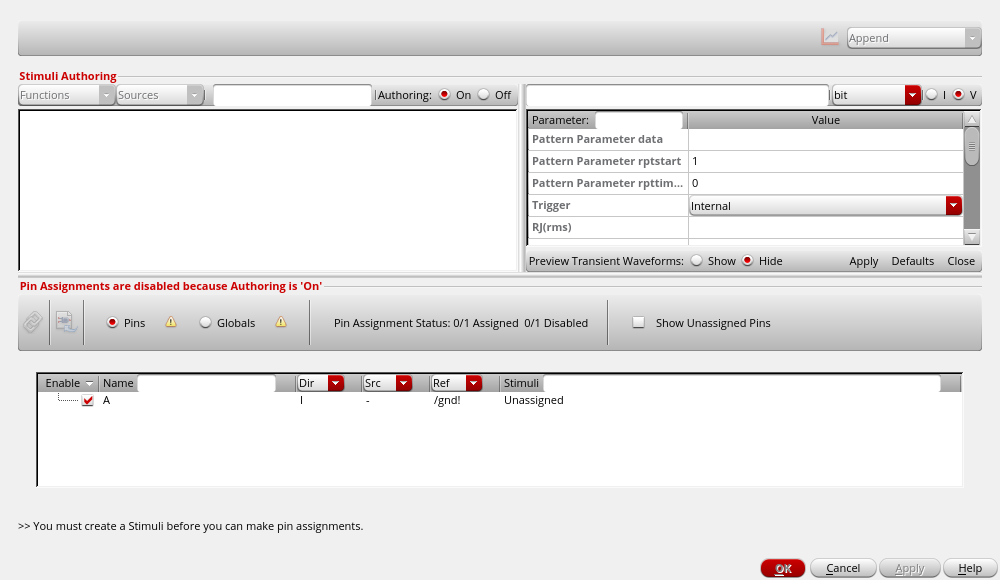 Append
Stimuli Authoring
Functions Sources Authoring: On Off bit I V
Parameter: Value
Pattern Parameter data
Pattern Parameter rptstart 1
Pattern Parameter rpttim... 0
Trigger Internal
RJ(rms)
Preview Transient Waveforms: Show Hide Apply Defaults Close
Pin Assignments are disabled because Authoring is 'On'
Pins Globals Pin Assignment Status: 0/1 Assigned 0/1 Disabled Show Unassigned Pins
Enable Name Dir Src Ref Stimuli
A I - /gnd! Unassigned
>> You must create a Stimuli before you can make pin assignments.
OK Cancel Apply Help